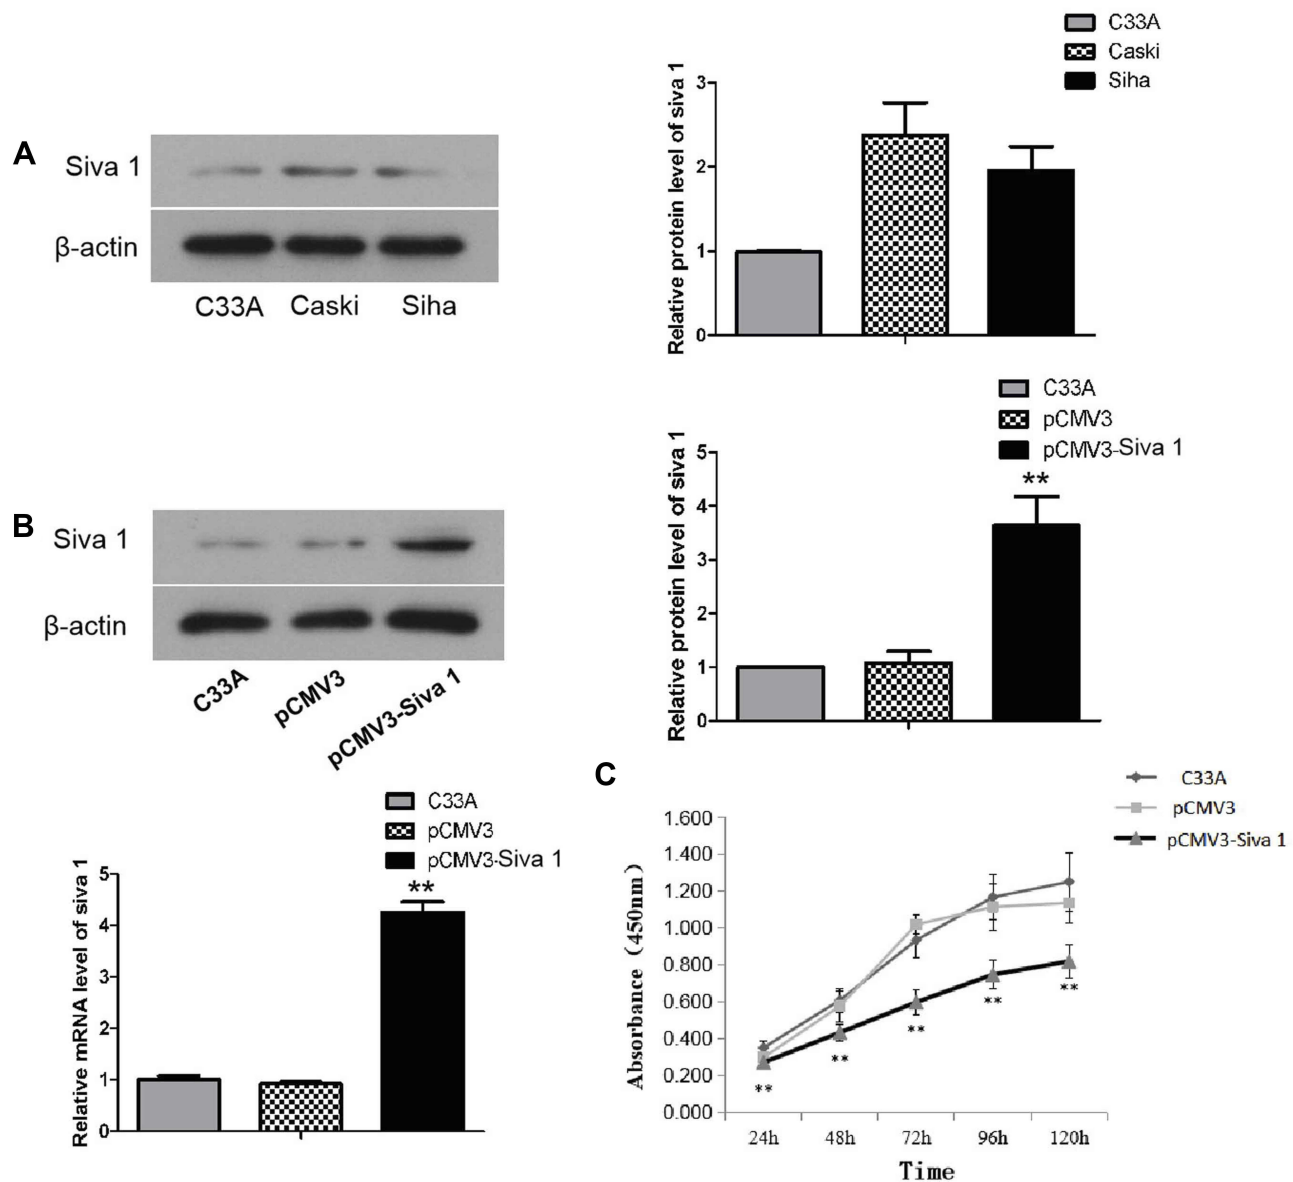 A
Siva 1
β-actin
C33A Caski Siha
C33A
Caski
Siha
Relative protein level of siva 1
3
2
1
0
B
Siva 1
β-actin
C33A
pCMV3
pCMV3-Siva 1
C33A
pCMV3
pCMV3-Siva 1
Relative protein level of siva 1
5
4
3
2
1
0
**
C33A
pCMV3
pCMV3-Siva 1
Relative mRNA level of siva 1
5
4
3
2
1
0
**
C
C33A
pCMV3
pCMV3-Siva 1
Absorbance (450nm)
1.600
1.400
1.200
1.000
0.800
0.600
0.400
0.200
0.000
** ** ** ** **
24h 48h 72h 96h 120h
Time